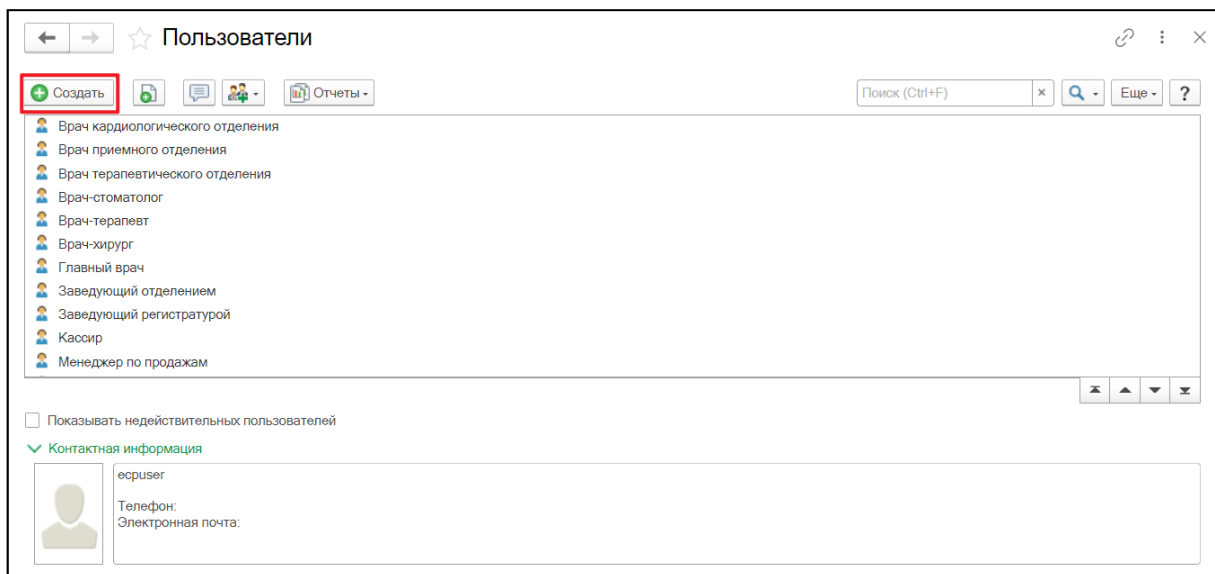 Пользователи
Создать Отчеты Поиск (Ctrl+F) × Еще ?
Врач кардиологического отделения
Врач приемного отделения
Врач терапевтического отделения
Врач-стоматолог
Врач-терапевт
Врач-хирург
Главный врач
Заведующий отделением
Заведующий регистратурой
Кассир
Менеджер по продажам
Показывать недействительных пользователей
Контактная информация
ecpuser
Телефон:
Электронная почта: